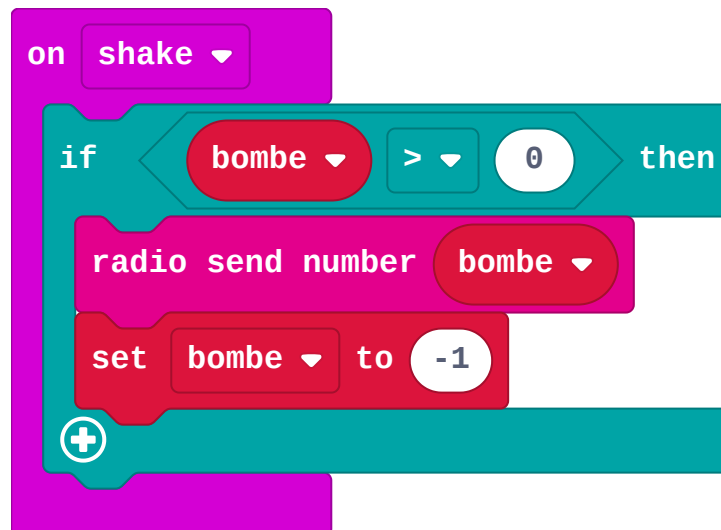 on shake
if bombe > 0 then
radio send number bombe
set bombe to -1